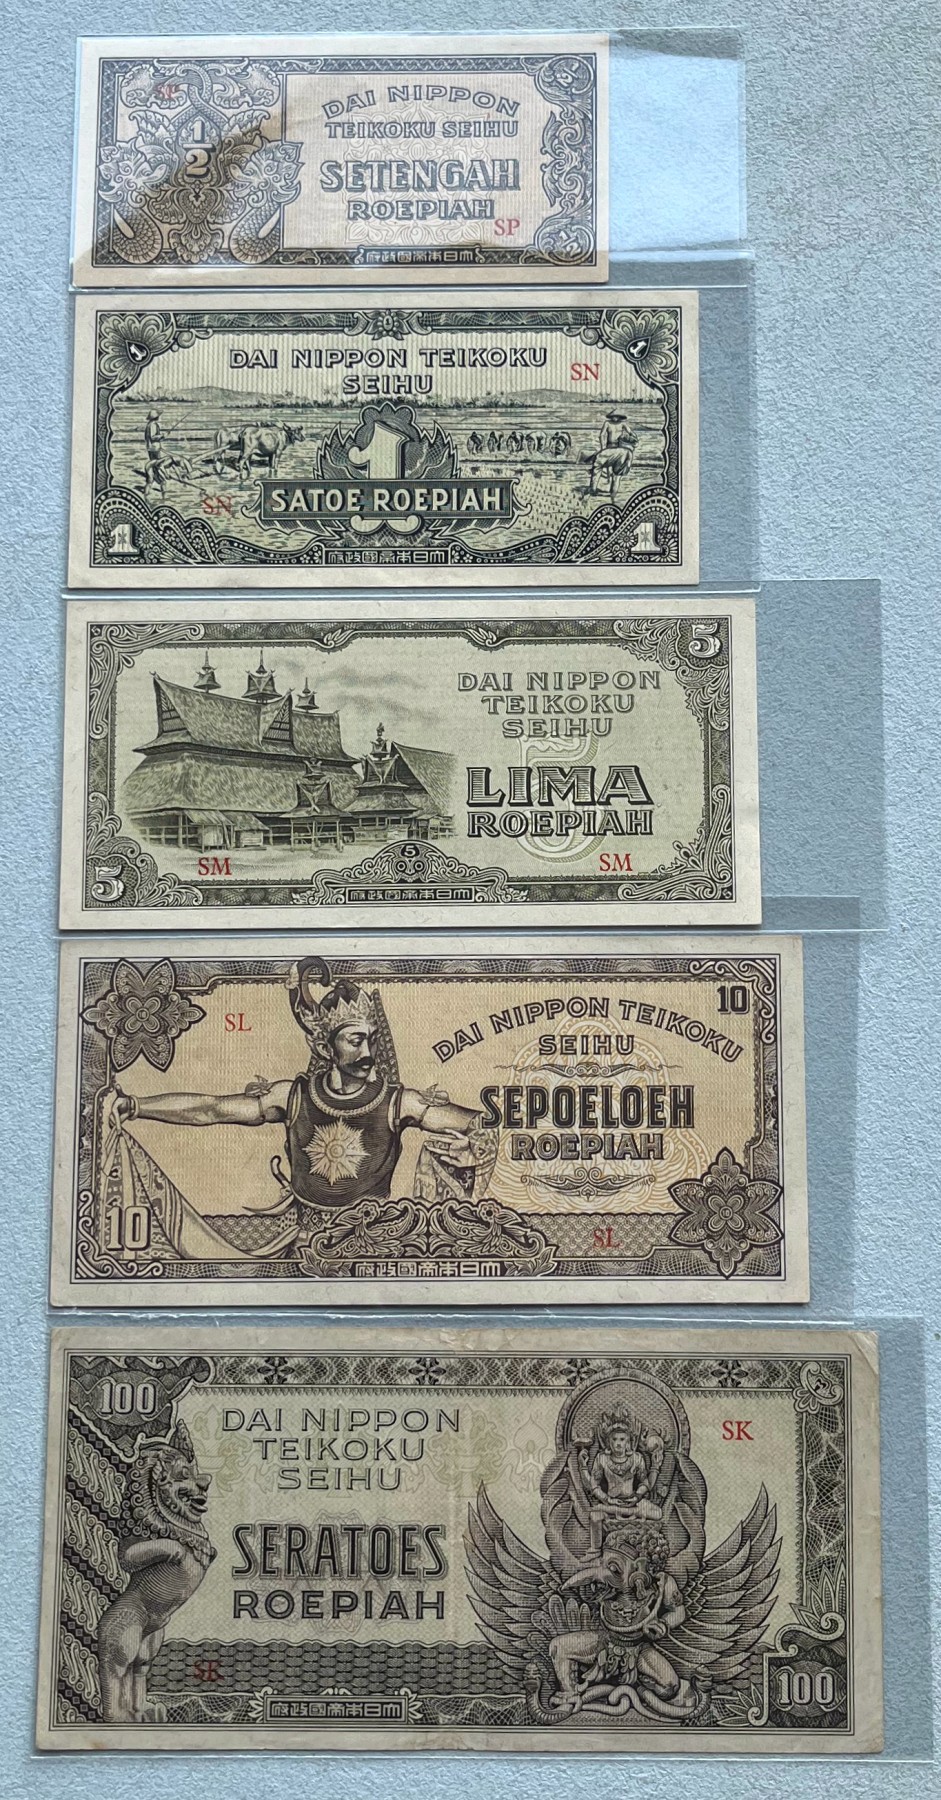 SP
1/2
DAI NIPPON
TEIKOKU SEIHU
SETENGAH
ROEPIAH
SP
府政國帝本日大
1
1
DAI NIPPON TEIKOKU
SEIHU
SN
1
SN
SATOE ROEPIAH
1
1
府政國帝本日大
5
DAI NIPPON
TEIKOKU
SEIHU
5
LIMA
ROEPIAH
SM
5
SM
5
府政國帝本日大
10
SL
DAI NIPPON TEIKOKU
SEIHU
SEPOELOEH
ROEPIAH
10
SL
府政國帝本日大
100
DAI NIPPON
TEIKOKU
SEIHU
SK
SERATOES
ROEPIAH
SK
100
府政國帝本日大